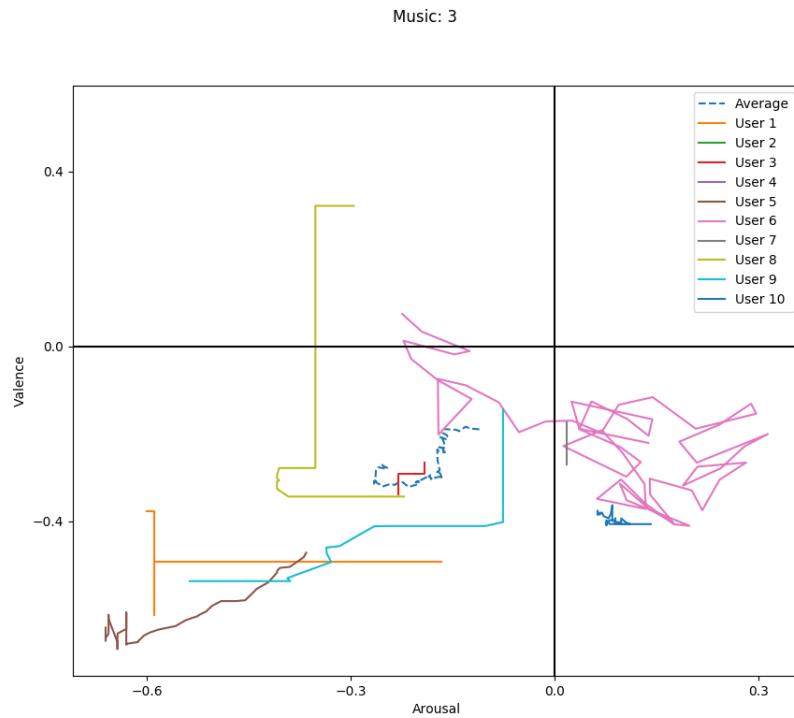 Music: 3
Average
User 1
User 2
User 3
User 4
User 5
User 6
User 7
User 8
User 9
User 10
0.4
0.0
−0.4
Valence
−0.6
−0.3
0.0
0.3
Arousal